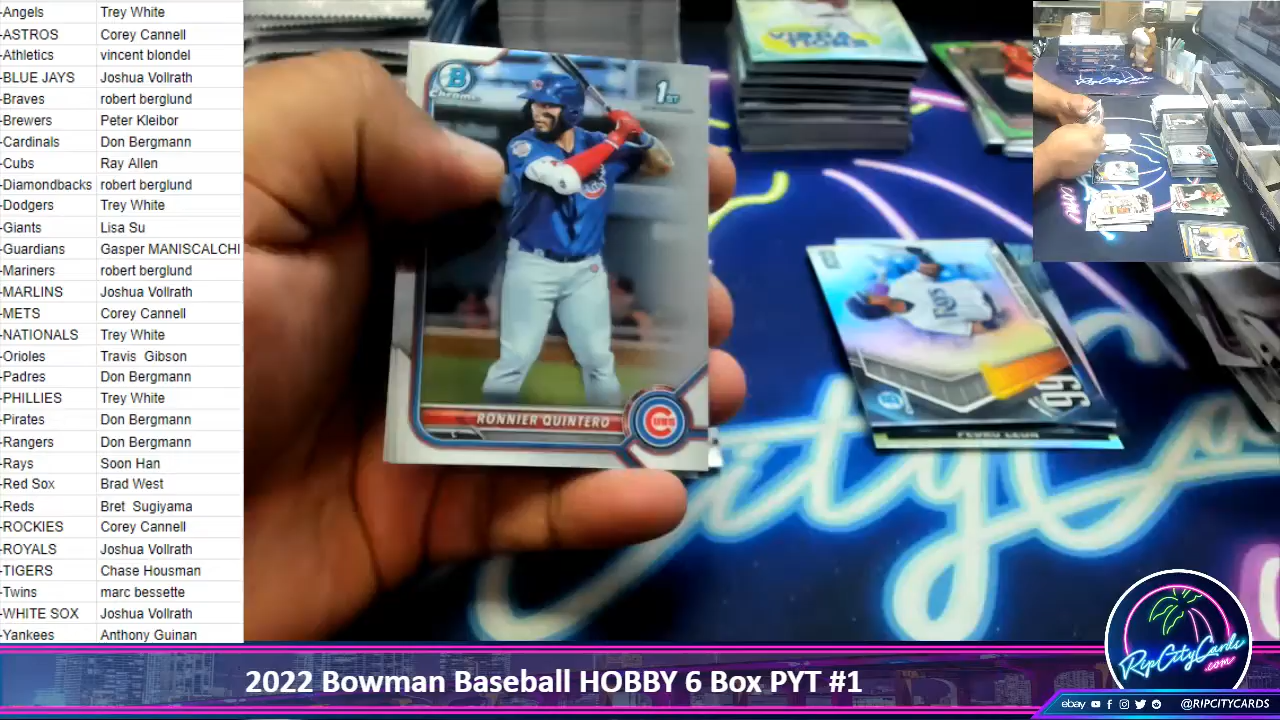 -Angels Trey White
-ASTROS Corey Cannell
-Athletics vincent blondel
-BLUE JAYS Joshua Vollrath
-Braves robert berglund
-Brewers Peter Kleibor
-Cardinals Don Bergmann
-Cubs Ray Allen
-Diamondbacks robert berglund
-Dodgers Trey White
-Giants Lisa Su
-Guardians Gasper MANISCALCHI
-Mariners robert berglund
-MARLINS Joshua Vollrath
-METS Corey Cannell
-NATIONALS Trey White
-Orioles Travis Gibson
-Padres Don Bergmann
-PHILLIES Trey White
-Pirates Don Bergmann
-Rangers Don Bergmann
-Rays Soon Han
-Red Sox Brad West
-Reds Bret Sugiyama
-ROCKIES Corey Cannell
-ROYALS Joshua Vollrath
-TIGERS Chase Housman
-Twins marc bessette
-WHITE SOX Joshua Vollrath
-Yankees Anthony Guinan
B
Chrome
1ST
RONNIER QUINTERO
C
CUBS
66
PEDRO LEON
RipCityCards
.com
2022 Bowman Baseball HOBBY 6 Box PYT #1
ebay @RIPCITYCARDS